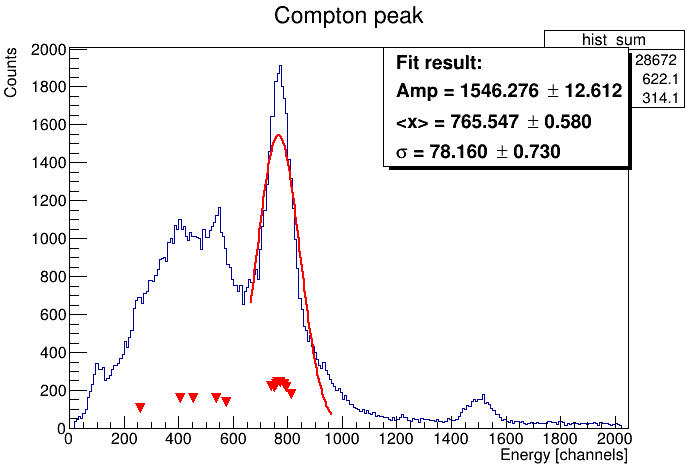 Compton peak
hist_sum
28672
622.1
314.1
Fit result:
Amp = 1546.276 ± 12.612
<x> = 765.547 ± 0.580
σ = 78.160 ± 0.730
Counts
2000
1800
1600
1400
1200
1000
800
600
400
200
0
0 200 400 600 800 1000 1200 1400 1600 1800 2000
Energy [channels]